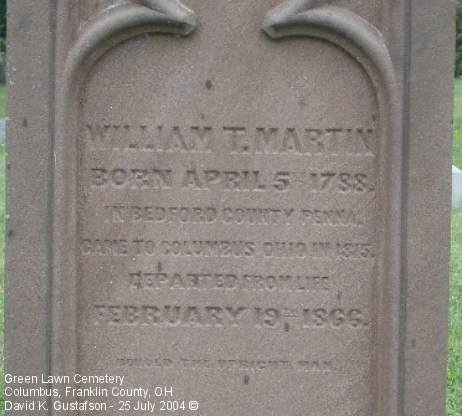 WILLIAM T. MARTIN
BORN APRIL 5TH 1788.
IN BEDFORD COUNTY PENNA.
CAME TO COLUMBUS OHIO IN 1815.
DEPARTED FROM LIFE
FEBRUARY 19TH 1866.
BEHOLD THE UPRIGHT MAN.
Green Lawn Cemetery
Columbus, Franklin County, OH
David K. Gustafson - 25 July 2004 ©